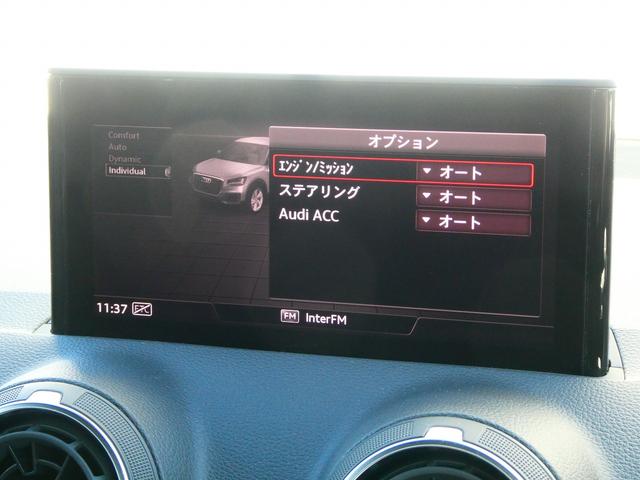 Comfort
Auto
Dynamic
Individual
オプション
エンジン/ミッション オート
ステアリング オート
Audi ACC オート
11:37 ETC
FM InterFM